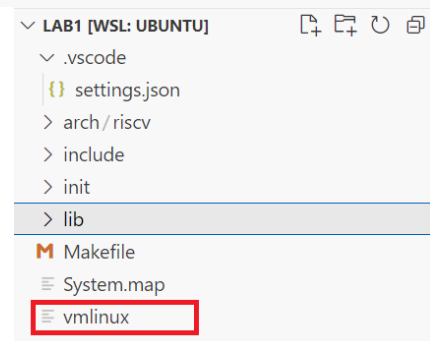 LAB1 [WSL: UBUNTU]
.vscode
{} settings.json
arch/riscv
include
init
lib
M Makefile
System.map
vmlinux